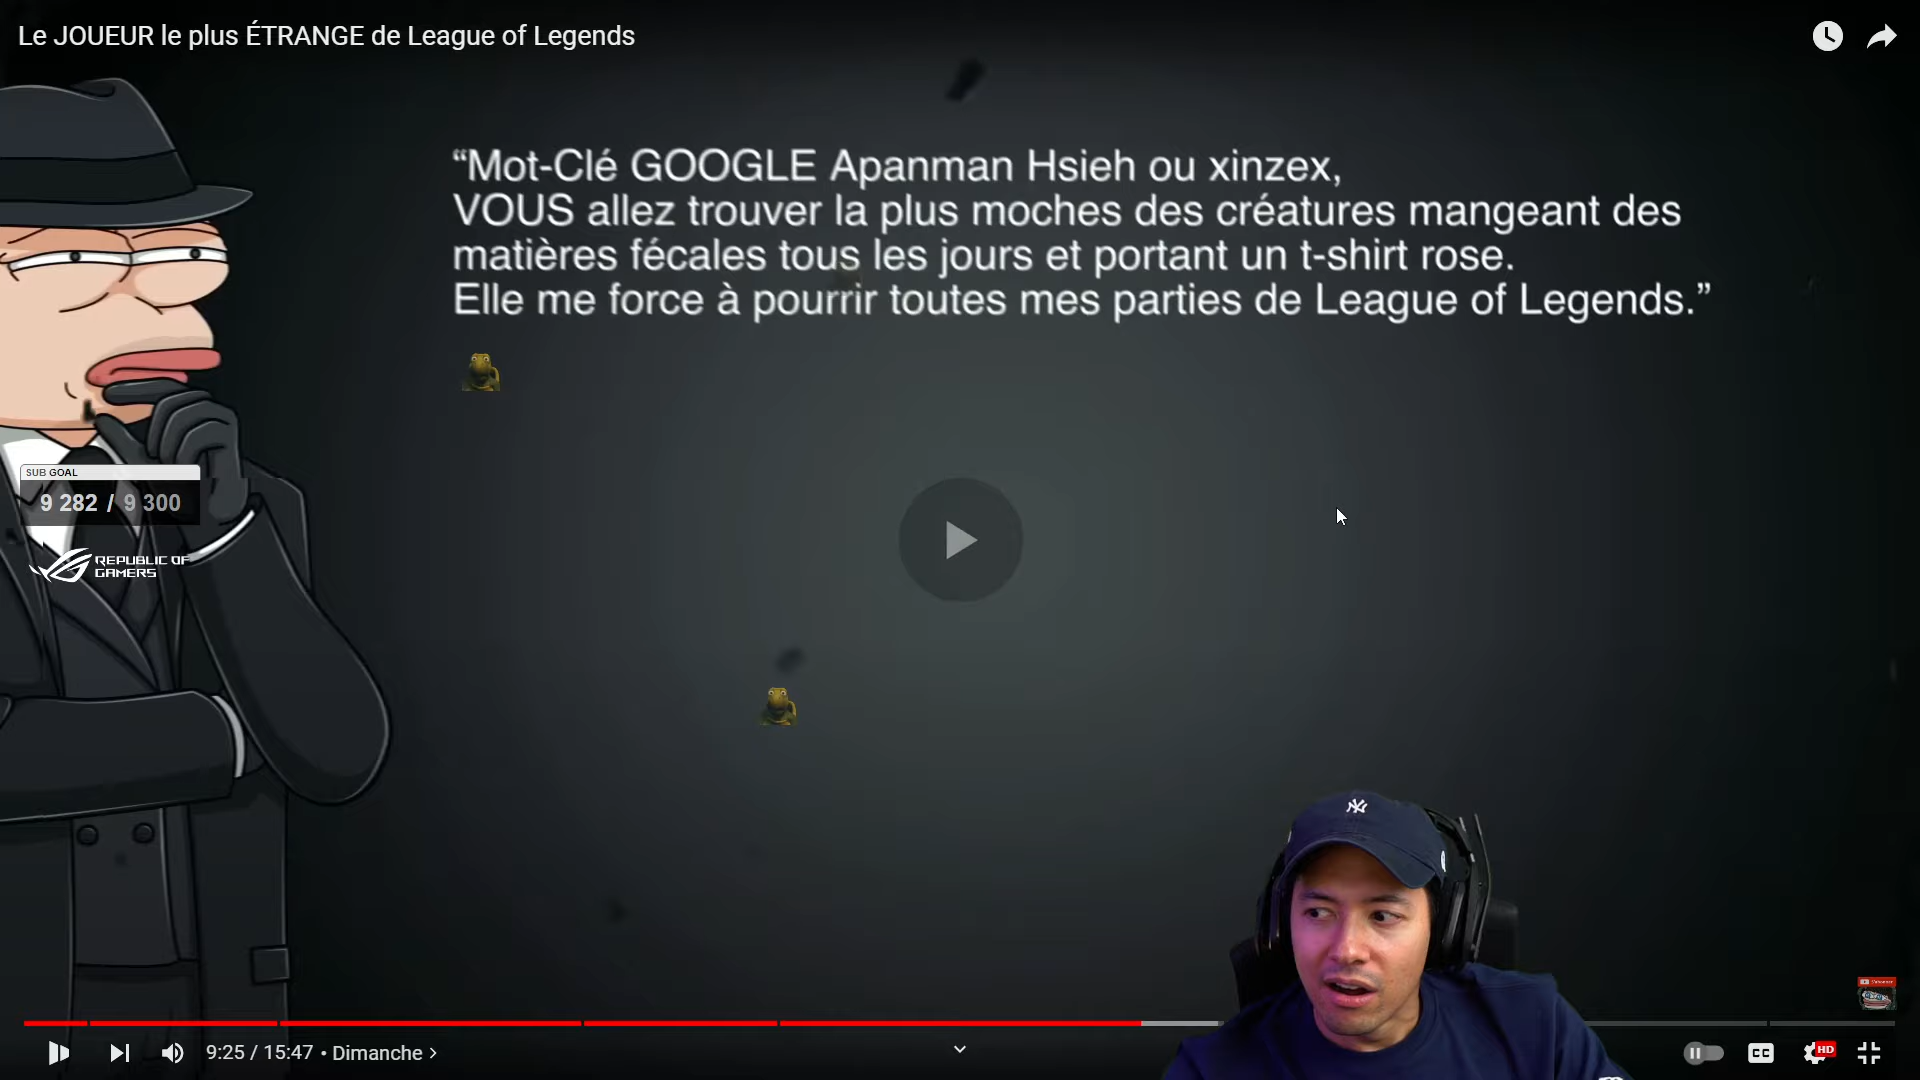 Le JOUEUR le plus ÉTRANGE de League of Legends
“Mot-Clé GOOGLE Apanman Hsieh ou xinzex,
VOUS allez trouver la plus moches des créatures mangeant des
matières fécales tous les jours et portant un t-shirt rose.
Elle me force à pourrir toutes mes parties de League of Legends.”
SUB GOAL
9 282 / 9 300
REPUBLIC OF
GAMERS
NY
9:25 / 15:47 • Dimanche
CC
HD